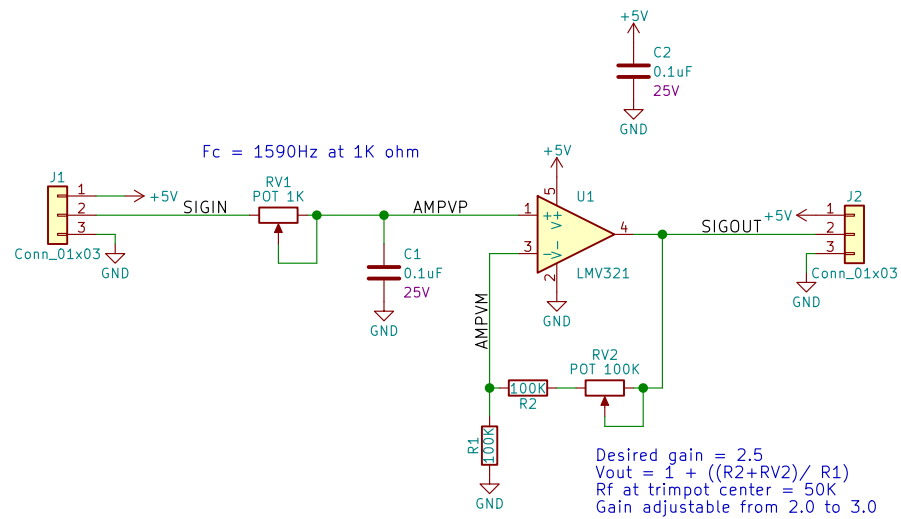 +5V
C2
0.1uF
25V
GND
Fc = 1590Hz at 1K ohm
J1
1
2
3
Conn_01x03
+5V
GND
SIGIN
RV1
POT 1K
AMPVP
C1
0.1uF
25V
GND
+5V
U1
1
3
5
2
4
+
-
V+
V-
LMV321
GND
SIGOUT
J2
+5V
1
2
3
Conn_01x03
GND
AMPVM
RV2
POT 100K
100K
R2
R1
100K
GND
Desired gain = 2.5
Vout = 1 + ((R2+RV2)/ R1)
Rf at trimpot center = 50K
Gain adjustable from 2.0 to 3.0